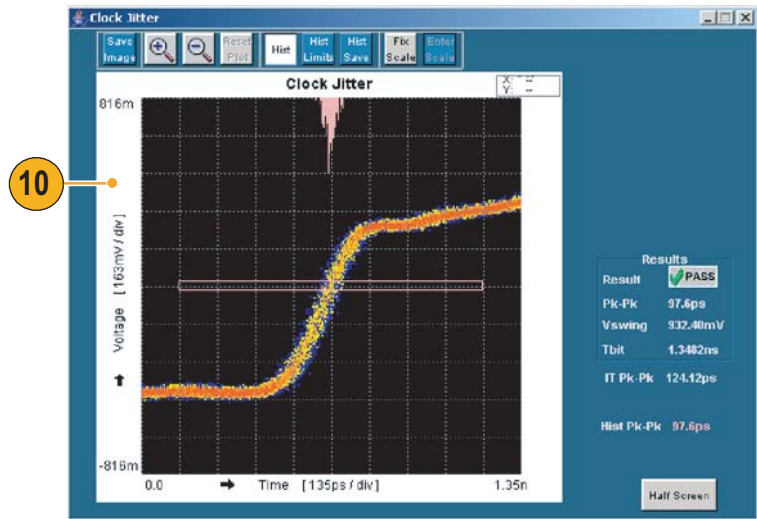 Clock Jitter
Save Image
Reset Plot
Hist
Hist Limits
Hist Save
Fix Scale
Enter Scale
Clock Jitter
X: --
Y: --
816m
10
Voltage [163mV/div]
-816m
0.0
Time [135ps/div]
1.35n
Results
Result PASS
Pk-Pk 97.6ps
Vswing 932.40mV
Tbit 1.3482ns
IT Pk-Pk 124.12ps
Hist Pk-Pk 97.6ps
Half Screen